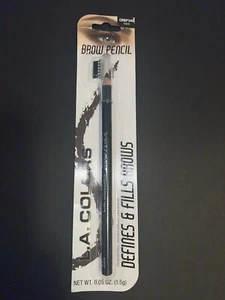 BROW PENCIL
L.A. COLORS
DEFINES & FILLS BROWS
NET WT. 0.05 OZ. (1.5g)